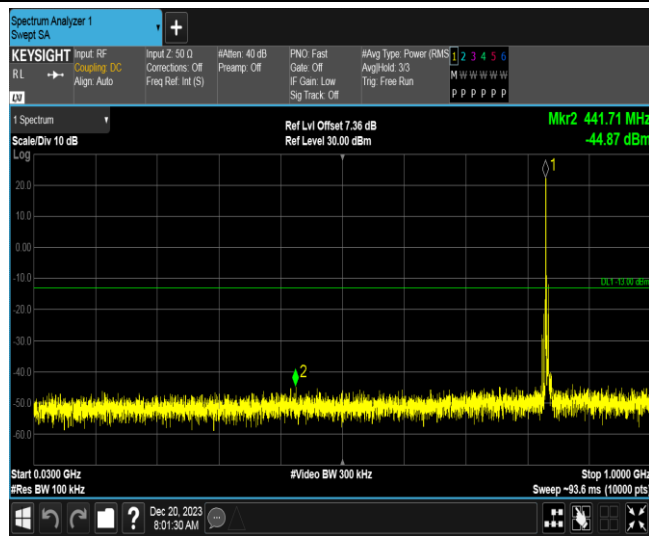 Spectrum Analyzer 1
Swept SA
+
KEYSIGHT
RL
LXI
Input: RF
Coupling: DC
Align: Auto
Input Z: 50 Ω
Corrections: Off
Freq Ref: Int (S)
#Atten: 40 dB
Preamp: Off
PNO: Fast
Gate: Off
IF Gain: Low
Sig Track: Off
#Avg Type: Power (RMS
Avg|Hold: 3/3
Trig: Free Run
1 2 3 4 5 6
M W W W W W
P P P P P P
1 Spectrum
Scale/Div 10 dB
Log
Ref Lvl Offset 7.36 dB
Ref Level 30.00 dBm
Mkr2 441.71 MHz
-44.87 dBm
1
20.0
10.0
0.00
-10.0
DL1 -13.00 dBm
-20.0
-30.0
-40.0
2
-50.0
-60.0
Start 0.0300 GHz
#Res BW 100 kHz
#Video BW 300 kHz
Stop 1.0000 GHz
Sweep ~93.6 ms (10000 pts)
?
Dec 20, 2023
8:01:30 AM